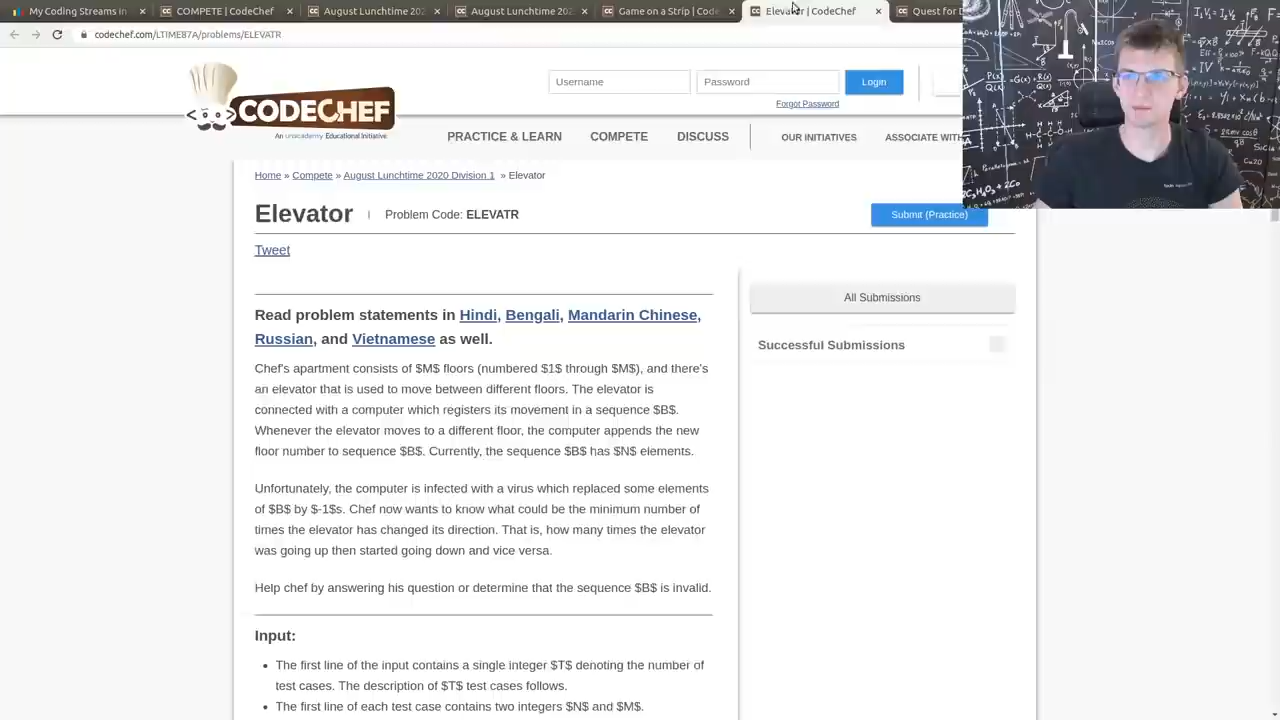 My Coding Streams in
COMPETE | CodeChef
August Lunchtime 202
August Lunchtime 202
Game on a Strip | Code
Elevator | CodeChef
Quest for
codechef.com/LTIME87A/problems/ELEVATR
CODECHEF
An unacademy Educational Initiative
Username
Password
Login
Forgot Password
PRACTICE & LEARN
COMPETE
DISCUSS
OUR INITIATIVES
ASSOCIATE WITH
Home » Compete » August Lunchtime 2020 Division 1 » Elevator
Elevator
Problem Code: ELEVATR
Submit (Practice)
Tweet
All Submissions
Successful Submissions
Read problem statements in Hindi, Bengali, Mandarin Chinese,
Russian, and Vietnamese as well.
Chef's apartment consists of $M$ floors (numbered $1$ through $M$), and there's
an elevator that is used to move between different floors. The elevator is
connected with a computer which registers its movement in a sequence $B$.
Whenever the elevator moves to a different floor, the computer appends the new
floor number to sequence $B$. Currently, the sequence $B$ has $N$ elements.
Unfortunately, the computer is infected with a virus which replaced some elements
of $B$ by $-1$s. Chef now wants to know what could be the minimum number of
times the elevator has changed its direction. That is, how many times the elevator
was going up then started going down and vice versa.
Help chef by answering his question or determine that the sequence $B$ is invalid.
Input:
• The first line of the input contains a single integer $T$ denoting the number of
test cases. The description of $T$ test cases follows.
• The first line of each test case contains two integers $N$ and $M$.